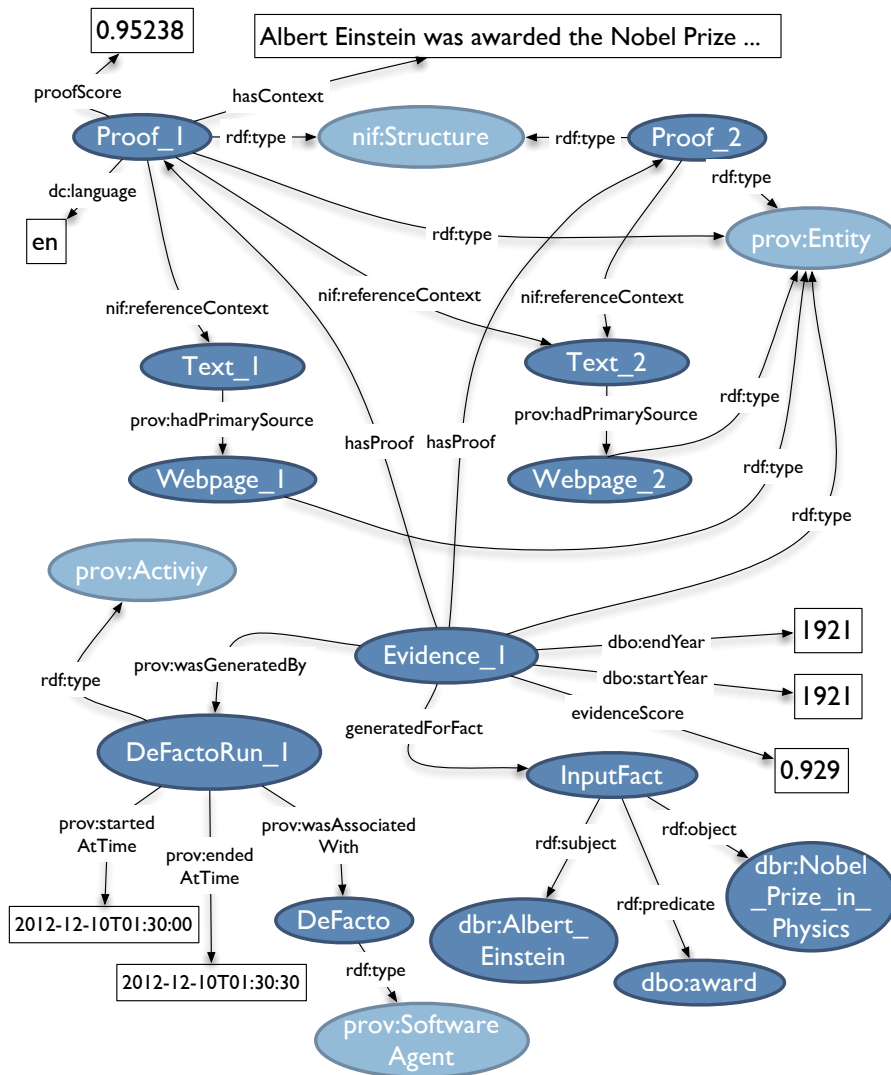 0.95238
Albert Einstein was awarded the Nobel Prize ...
proofScore
hasContext
Proof_1
rdf:type
nif:Structure
rdf:type
Proof_2
dc:language
rdf:type
en
rdf:type
prov:Entity
nif:referenceContext
nif:referenceContext
nif:referenceContext
Text_1
Text_2
rdf:type
prov:hadPrimarySource
prov:hadPrimarySource
hasProof
hasProof
Webpage_1
Webpage_2
rdf:type
rdf:type
prov:Activiy
1921
dbo:endYear
prov:wasGeneratedBy
Evidence_1
rdf:type
dbo:startYear
1921
evidenceScore
generatedForFact
DeFactoRun_1
InputFact
0.929
prov:started
AtTime
prov:ended
AtTime
prov:wasAssociated
With
rdf:subject
rdf:object
rdf:predicate
dbr:Nobel
_Prize_in_
Physics
2012-12-10T01:30:00
DeFacto
dbr:Albert_
Einstein
2012-12-10T01:30:30
rdf:type
dbo:award
prov:Software
Agent